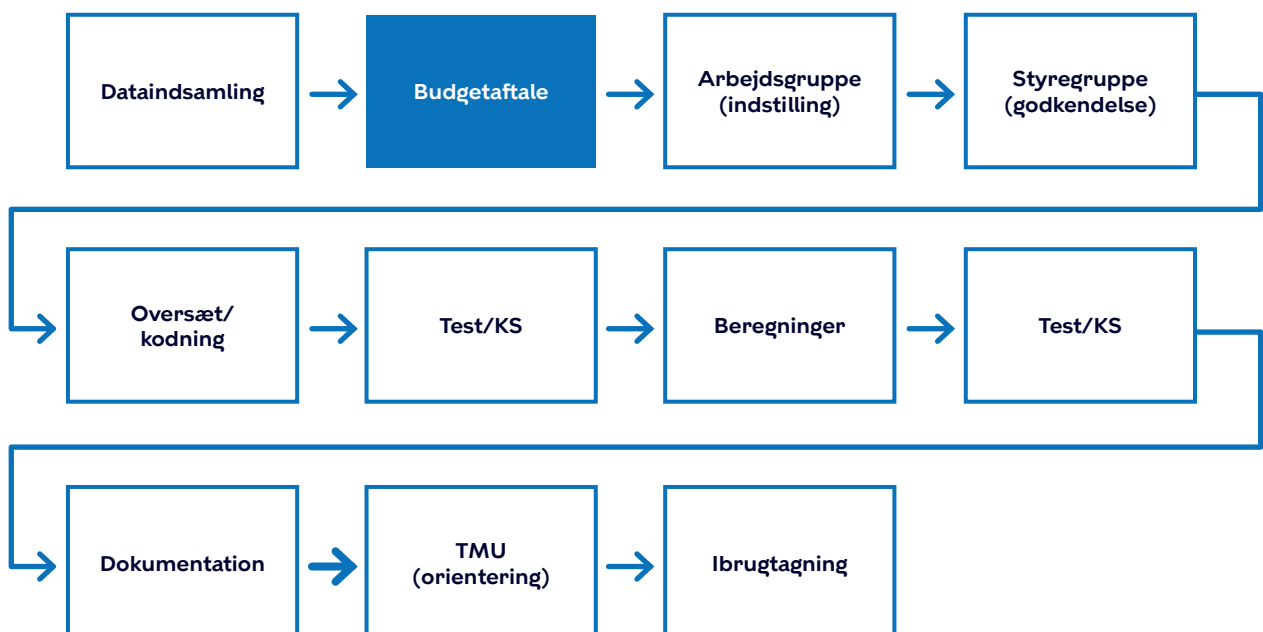 Dataindsamling
Budgetaftale
Arbejdsgruppe
(indstilling)
Styregruppe
(godkendelse)
Oversæt/
kodning
Test/KS
Beregninger
Test/KS
Dokumentation
TMU
(orientering)
Ibrugtagning